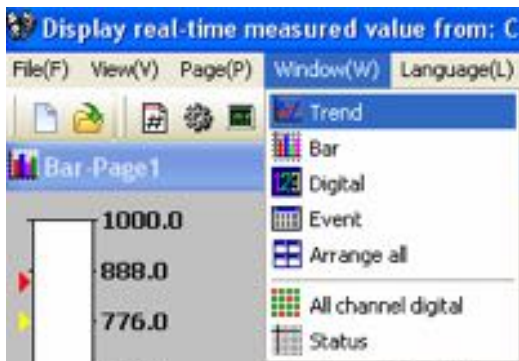 Display real-time measured value from: C
File(F) View(V) Page(P) Window(W) Language(L)
Trend
Bar
Digital
Event
Arrange all
All channel digital
Status
Bar-Page1
1000.0
888.0
776.0